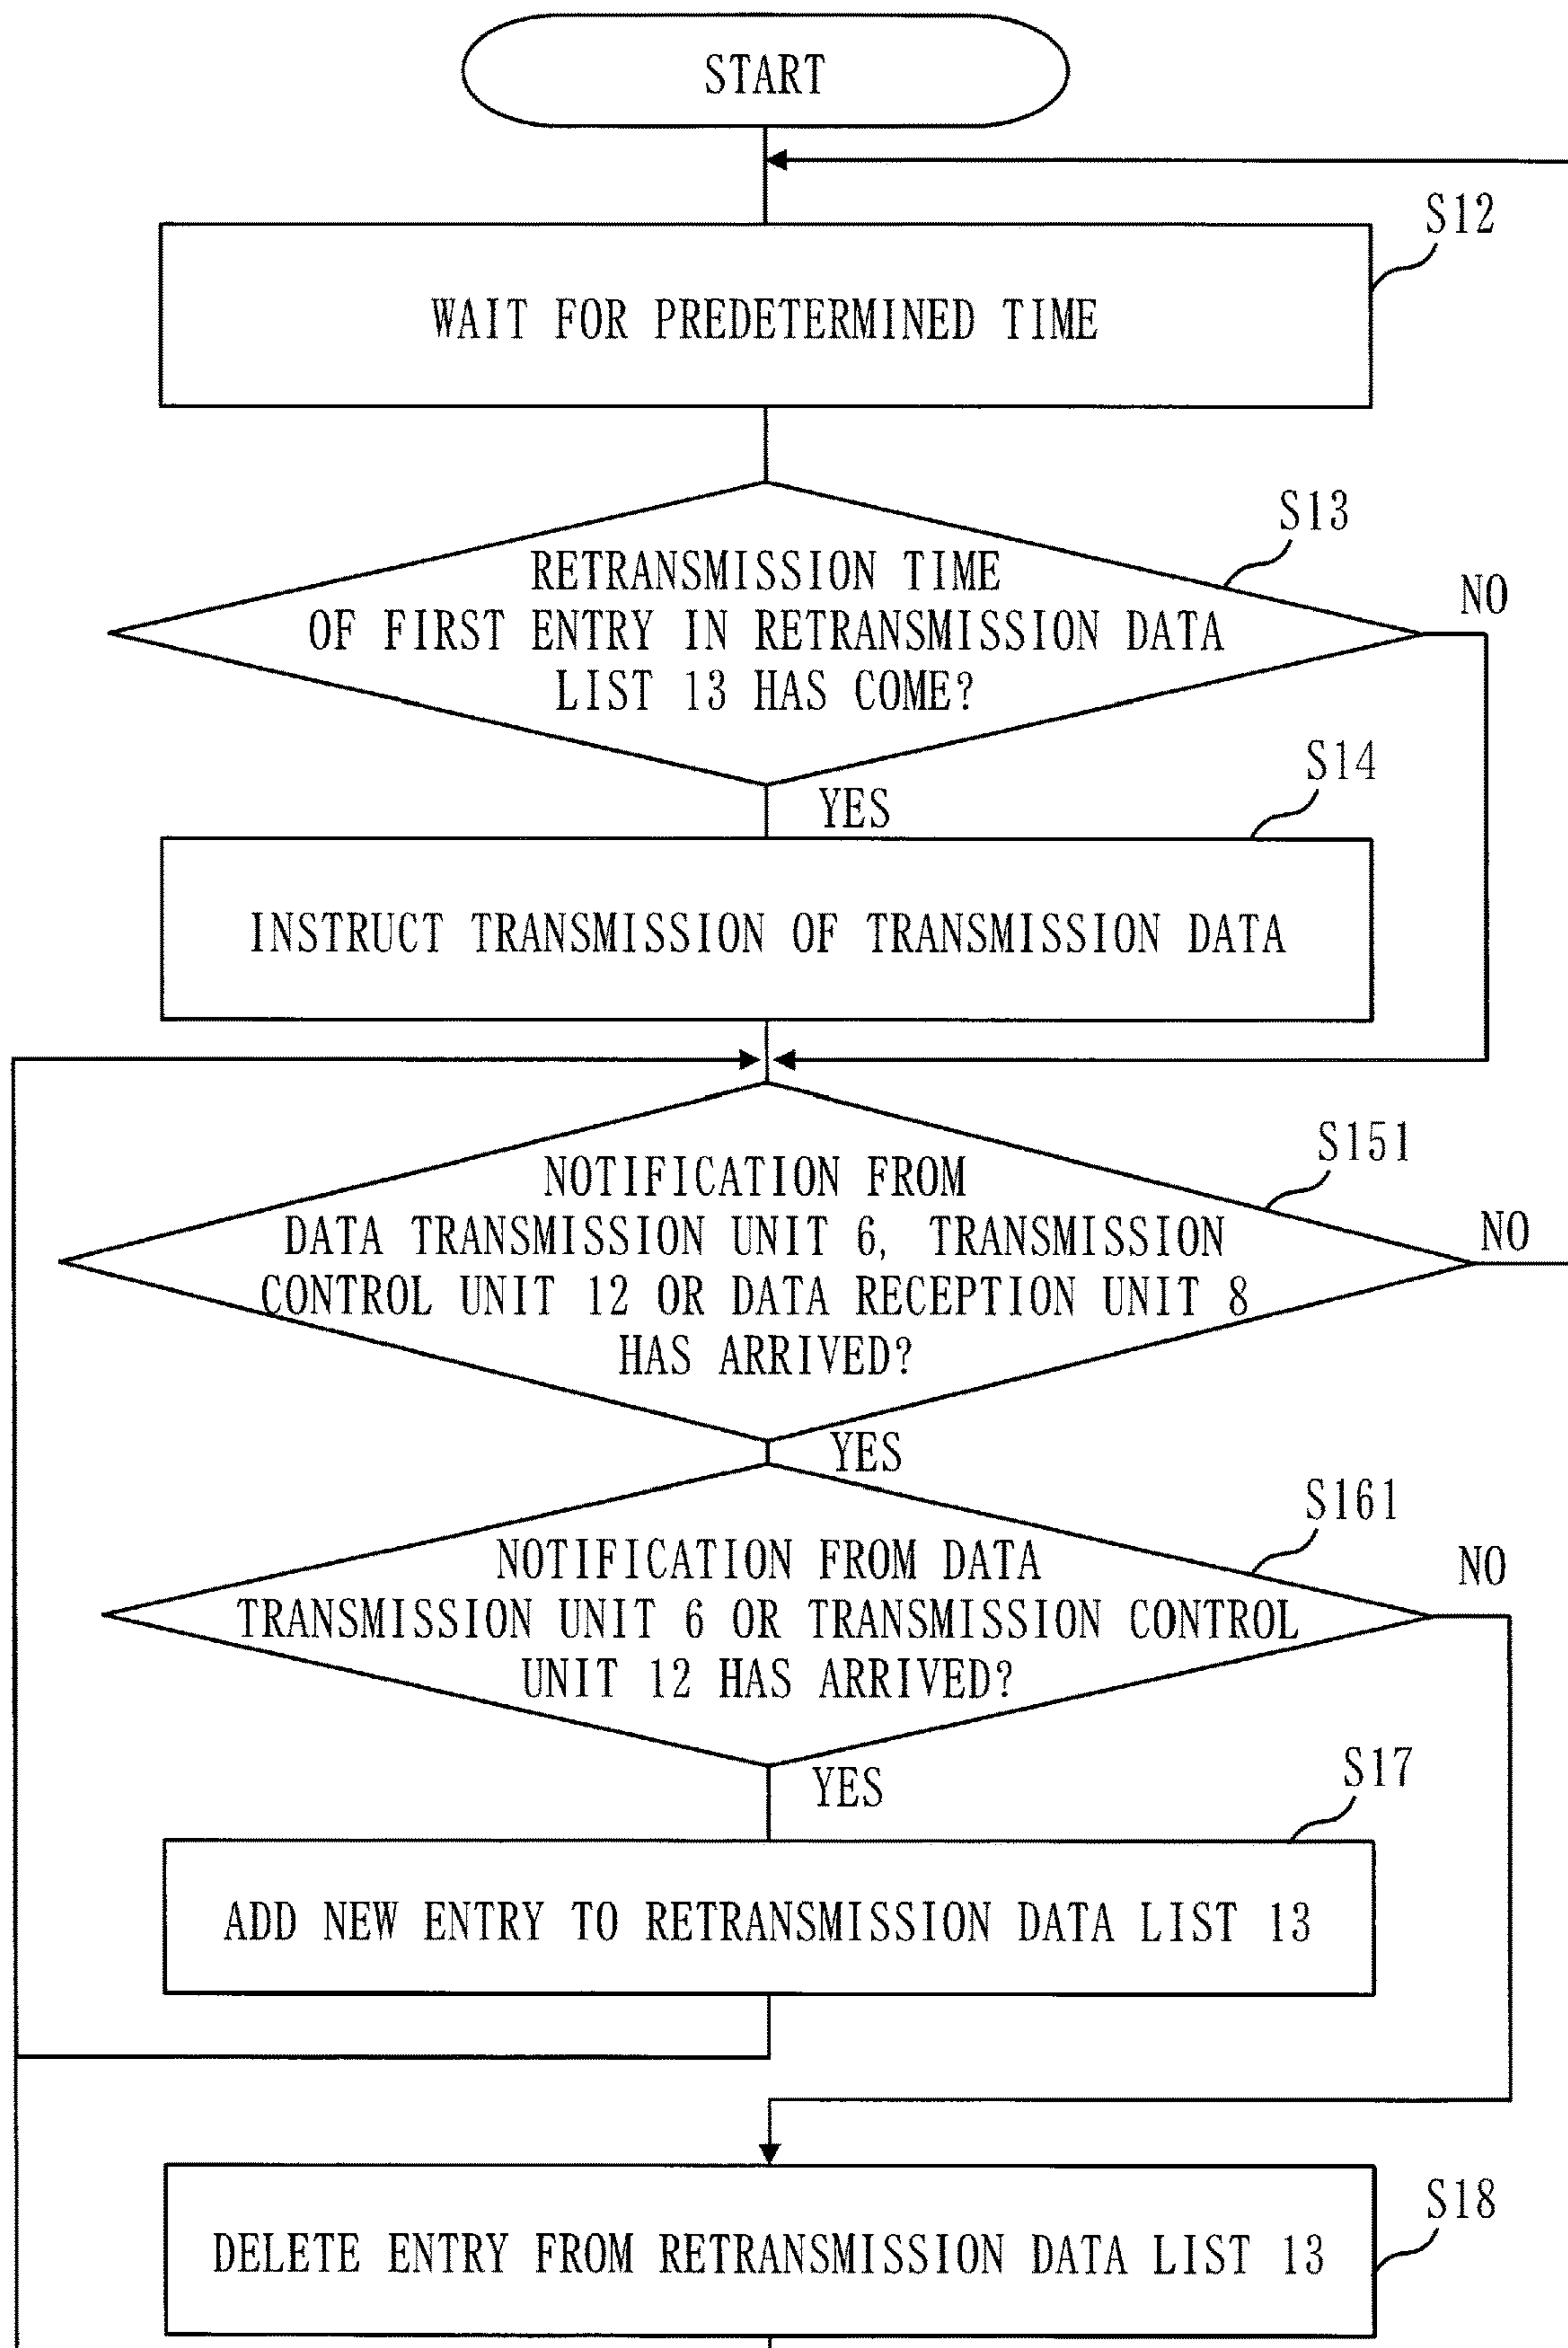 START
S12
WAIT FOR PREDETERMINED TIME
S13
RETRANSMISSION TIME
OF FIRST ENTRY IN RETRANSMISSION DATA
LIST 13 HAS COME?
NO
YES
S14
INSTRUCT TRANSMISSION OF TRANSMISSION DATA
S151
NOTIFICATION FROM
DATA TRANSMISSION UNIT 6, TRANSMISSION
CONTROL UNIT 12 OR DATA RECEPTION UNIT 8
HAS ARRIVED?
NO
YES
S161
NOTIFICATION FROM DATA
TRANSMISSION UNIT 6 OR TRANSMISSION CONTROL
UNIT 12 HAS ARRIVED?
NO
YES
S17
ADD NEW ENTRY TO RETRANSMISSION DATA LIST 13
S18
DELETE ENTRY FROM RETRANSMISSION DATA LIST 13